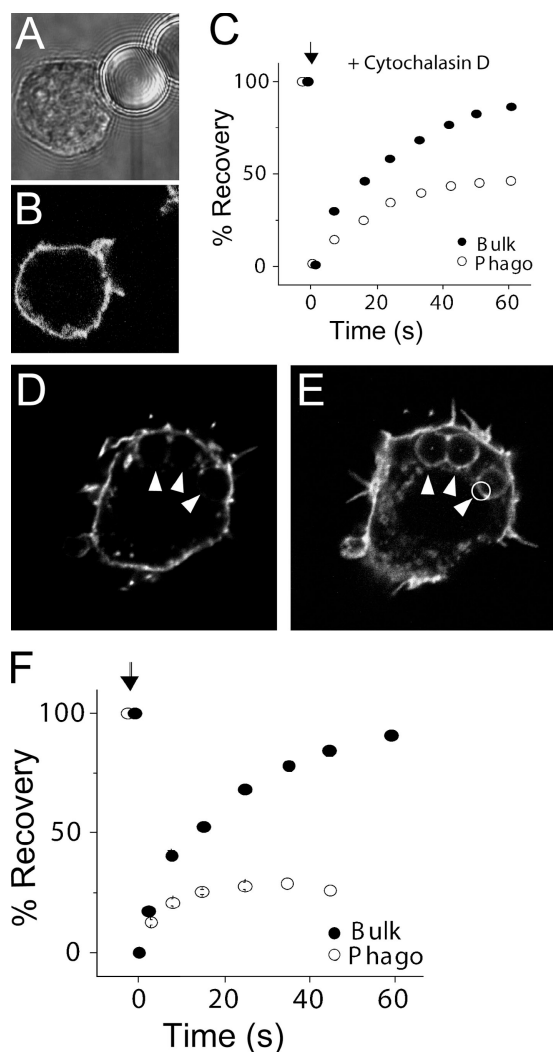 A
B
C
+ Cytochalasin D
% Recovery
100
50
0
Bulk
Phago
0 20 40 60
Time (s)
D
E
F
% Recovery
100
50
0
Bulk
Phago
0 20 40 60
Time (s)